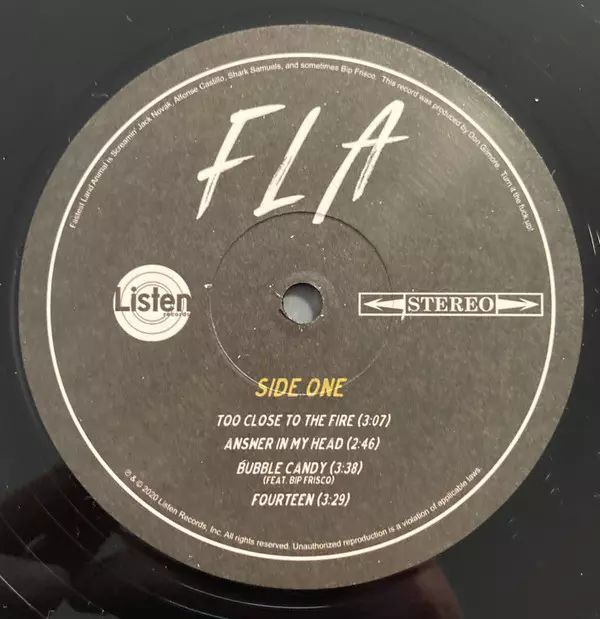 Fastest Land Animal is Screamin' Jack Novak, Alfonse Castillo, Shark Samuels, and sometimes Bip Frisco. This record was produced by Don Gilmore. Turn it the fuck up!
FLA
Listen
records
STEREO
SIDE ONE
TOO CLOSE TO THE FIRE (3:07)
ANSWER IN MY HEAD (2:46)
BUBBLE CANDY (3:38)
(FEAT. BIP FRISCO)
FOURTEEN (3:29)
℗ & © 2020 Listen Records, Inc. All rights reserved. Unauthorized reproduction is a violation of applicable laws.